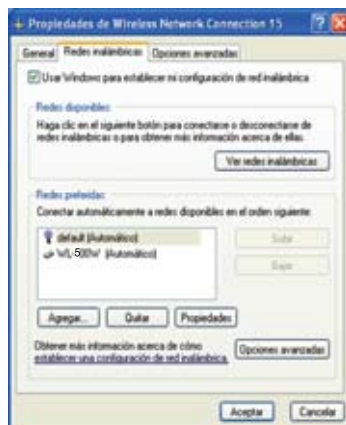 Propiedades de Wireless Network Connection 15
General Redes inalámbricas Opciones avanzadas
Usar Windows para establecer mi configuración de red inalámbrica
Redes disponibles:
Haga clic en el siguiente botón para conectarse o desconectarse de
redes inalámbricas o para obtener más información acerca de ellas.
Ver redes inalámbricas
Redes preferidas:
Conectar automáticamente a redes disponibles en el orden siguiente:
default (Automático)
WL-500W (Automático)
Subir
Bajar
Agregar... Quitar Propiedades
Obtener más información acerca de cómo
establecer una configuración de red inalámbrica.
Opciones avanzadas
Aceptar Cancelar